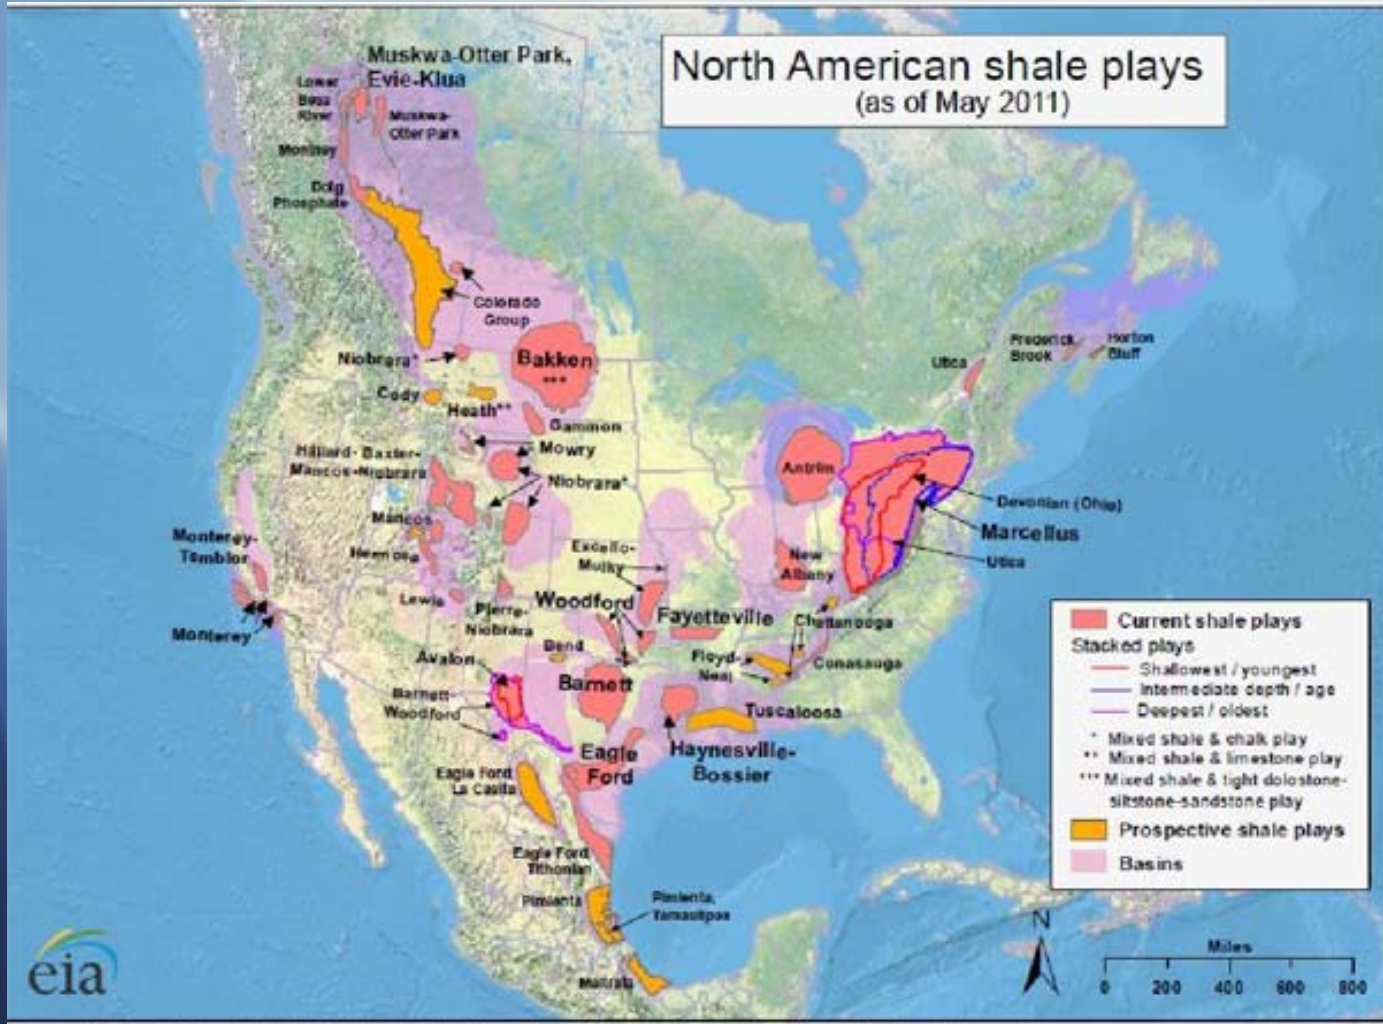 North American shale plays
(as of May 2011)
Muskwa-Otter Park,
Evie-Klua
Lower
River
Muskwa-
Otter Park
Montney
Doig
Phosphate
Colorado
Group
Niobrara*
Bakken
***
Cody
Heath**
Gammon
Mowry
Niobrara*
Hilliard-Baxter-
Mancos-Niobrara
Mancos
Hermosa
Lewis
Pierre-
Niobrara
Monterey-
Temblor
Monterey
Excello-
Mulky
Woodford
Fayetteville
Bend
Avalon
Barnett
Barnett-
Woodford
Eagle
Ford
Haynesville-
Bossier
Tuscaloosa
Floyd-
Neal
Conasauga
Chattanooga
New
Albany
Antrim
Devonian (Ohio)
Marcellus
Utica
Utica
Frederick
Brook
Horton
Bluff
Eagle Ford,
La Casita
Eagle Ford,
Tithonian
Pimienta
Pimienta,
Tamaulipas
Maltrata
Current shale plays
Stacked plays
Shallowest / youngest
Intermediate depth / age
Deepest / oldest
* Mixed shale & chalk play
** Mixed shale & limestone play
*** Mixed shale & tight dolostone-
siltstone-sandstone play
Prospective shale plays
Basins
N
Miles
0 200 400 600 800
eia